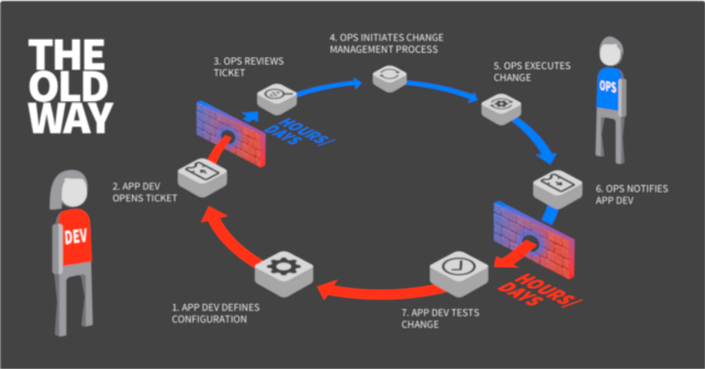 THE
OLD
WAY
1. APP DEV DEFINES
CONFIGURATION
2. APP DEV
OPENS TICKET
3. OPS REVIEWS
TICKET
4. OPS INITIATES CHANGE
MANAGEMENT PROCESS
5. OPS EXECUTES
CHANGE
6. OPS NOTIFIES
APP DEV
7. APP DEV TESTS
CHANGE
HOURS/
DAYS
HOURS/
DAYS
DEV
OPS